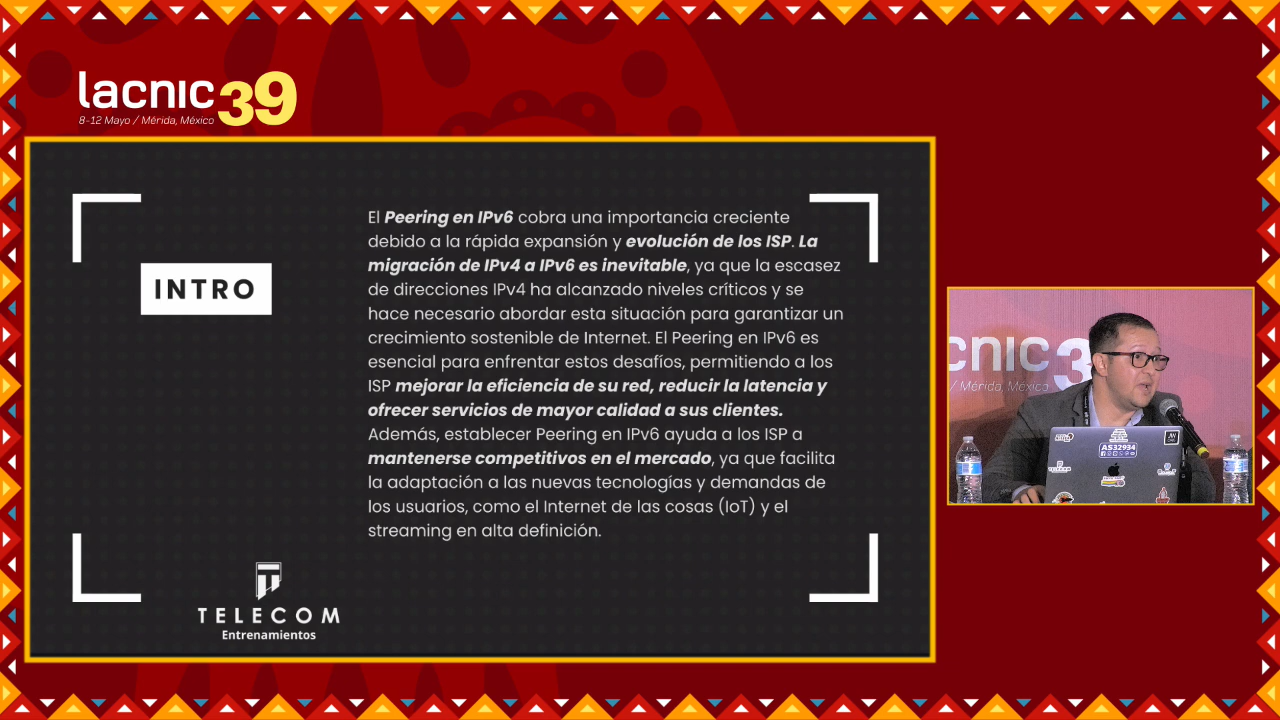 lacnic39
8-12 Mayo / Mérida, México
INTRO
El Peering en IPv6 cobra una importancia creciente
debido a la rápida expansión y evolución de los ISP. La
migración de IPv4 a IPv6 es inevitable, ya que la escasez
de direcciones IPv4 ha alcanzado niveles críticos y se
hace necesario abordar esta situación para garantizar un
crecimiento sostenible de Internet. El Peering en IPv6 es
esencial para enfrentar estos desafíos, permitiendo a los
ISP mejorar la eficiencia de su red, reducir la latencia y
ofrecer servicios de mayor calidad a sus clientes.
Además, establecer Peering en IPv6 ayuda a los ISP a
mantenerse competitivos en el mercado, ya que facilita
la adaptación a las nuevas tecnologías y demandas de
los usuarios, como el Internet de las cosas (IoT) y el
streaming en alta definición.
TELECOM
Entrenamientos
cnic3
/ Mérida, México
AS32934